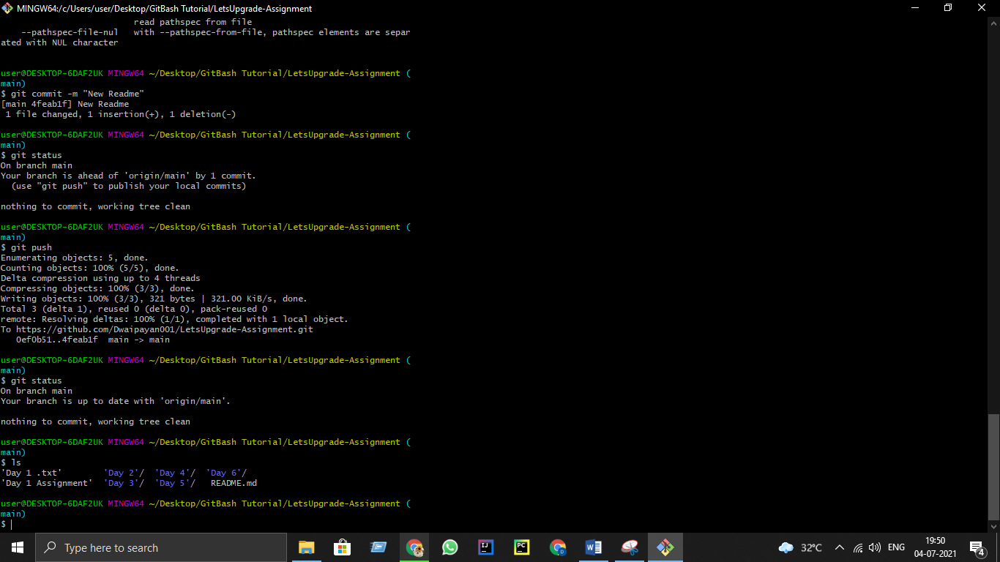 MINGW64:/c/Users/user/Desktop/GitBash Tutorial/LetsUpgrade-Assignment
                          read pathspec from file
    --pathspec-file-nul   with --pathspec-from-file, pathspec elements are separ
ated with NUL character
user@DESKTOP-6DAF2UK MINGW64 ~/Desktop/GitBash Tutorial/LetsUpgrade-Assignment (
main)
$ git commit -m "New Readme"
[main 4feab1f] New Readme
 1 file changed, 1 insertion(+), 1 deletion(-)
user@DESKTOP-6DAF2UK MINGW64 ~/Desktop/GitBash Tutorial/LetsUpgrade-Assignment (
main)
$ git status
On branch main
Your branch is ahead of 'origin/main' by 1 commit.
  (use "git push" to publish your local commits)
nothing to commit, working tree clean
user@DESKTOP-6DAF2UK MINGW64 ~/Desktop/GitBash Tutorial/LetsUpgrade-Assignment (
main)
$ git push
Enumerating objects: 5, done.
Counting objects: 100% (5/5), done.
Delta compression using up to 4 threads
Compressing objects: 100% (3/3), done.
Writing objects: 100% (3/3), 321 bytes | 321.00 KiB/s, done.
Total 3 (delta 1), reused 0 (delta 0), pack-reused 0
remote: Resolving deltas: 100% (1/1), completed with 1 local object.
To https://github.com/Dwaipayan001/LetsUpgrade-Assignment.git
   0ef0b51..4feab1f  main -> main
user@DESKTOP-6DAF2UK MINGW64 ~/Desktop/GitBash Tutorial/LetsUpgrade-Assignment (
main)
$ git status
On branch main
Your branch is up to date with 'origin/main'.
nothing to commit, working tree clean
user@DESKTOP-6DAF2UK MINGW64 ~/Desktop/GitBash Tutorial/LetsUpgrade-Assignment (
main)
$ ls
'Day 1 .txt'        'Day 2'/  'Day 4'/  'Day 6'/
'Day 1 Assignment'  'Day 3'/  'Day 5'/   README.md
user@DESKTOP-6DAF2UK MINGW64 ~/Desktop/GitBash Tutorial/LetsUpgrade-Assignment (
main)
$
Type here to search
IJ
PC
D
W
32°C
ENG
19:50
04-07-2021
4